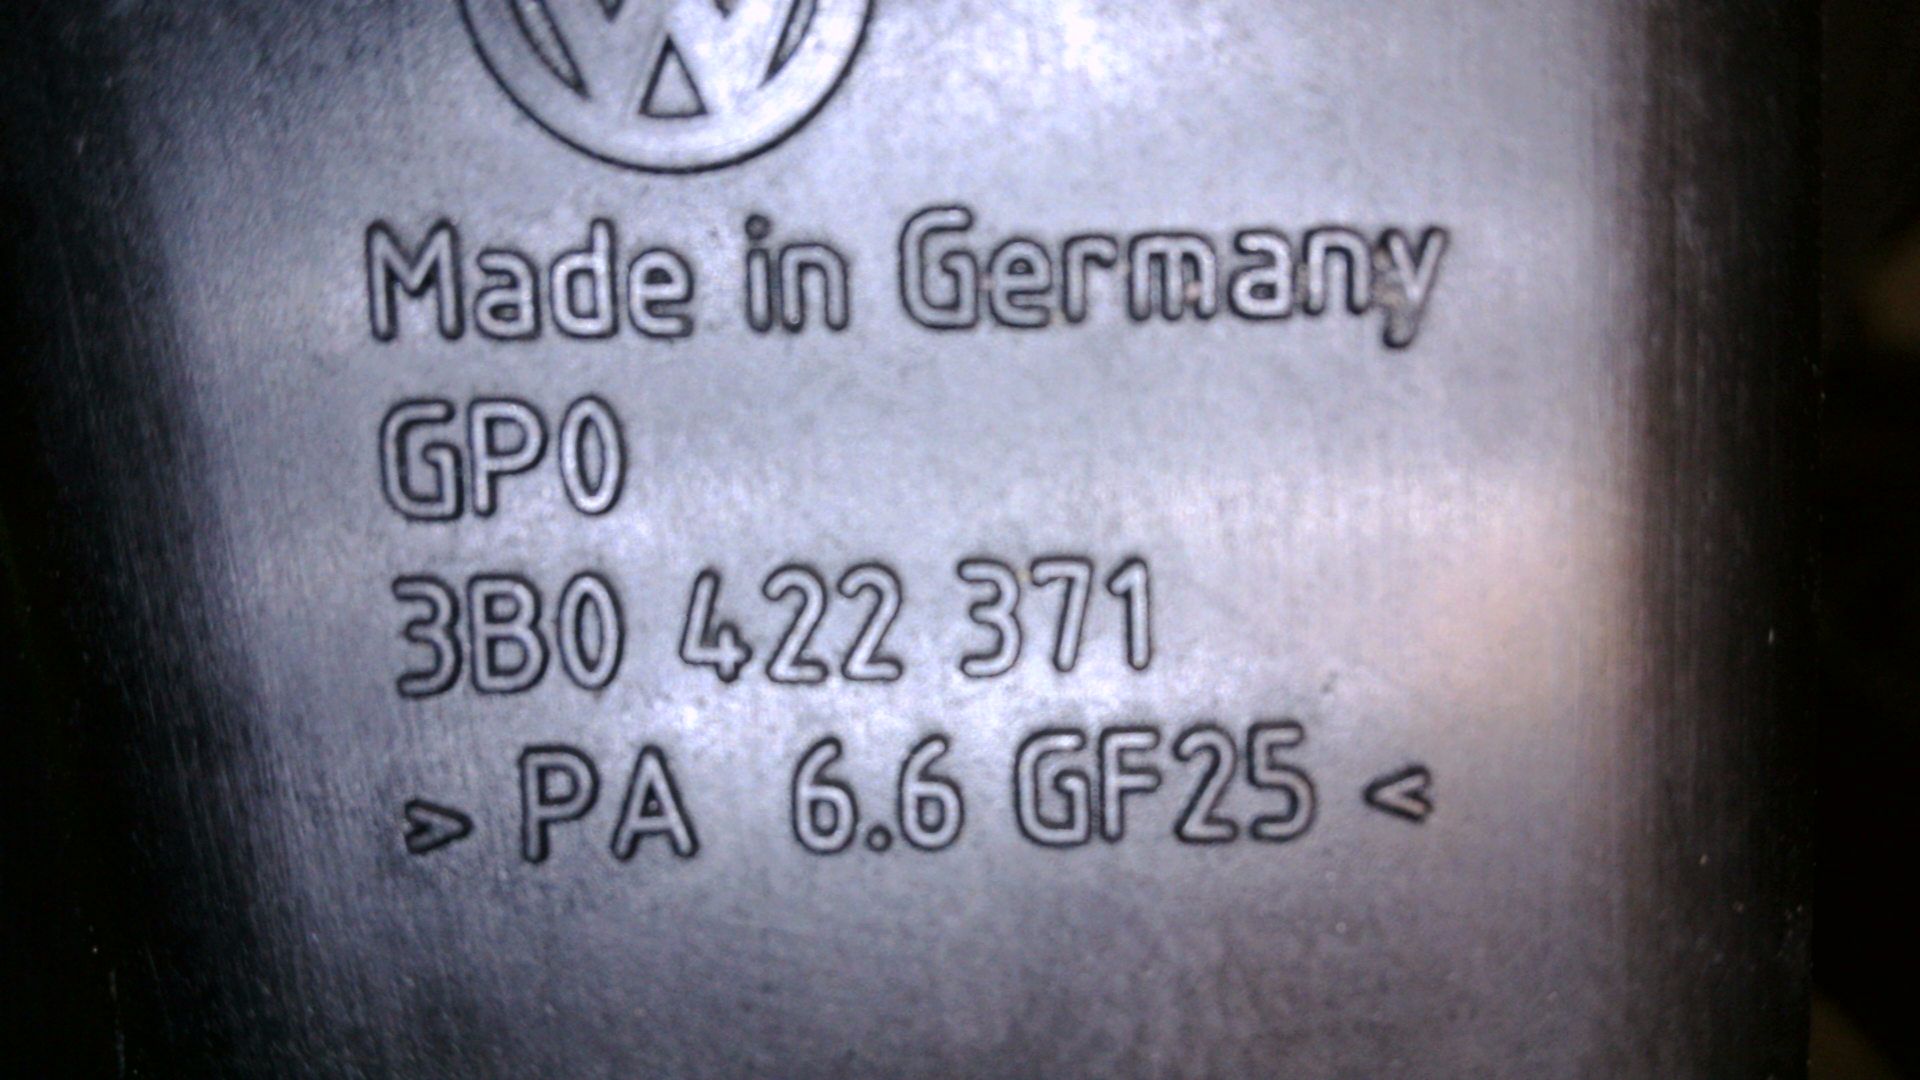 Made in Germany
GP0
3B0 422 371
> PA 6.6 GF25 <